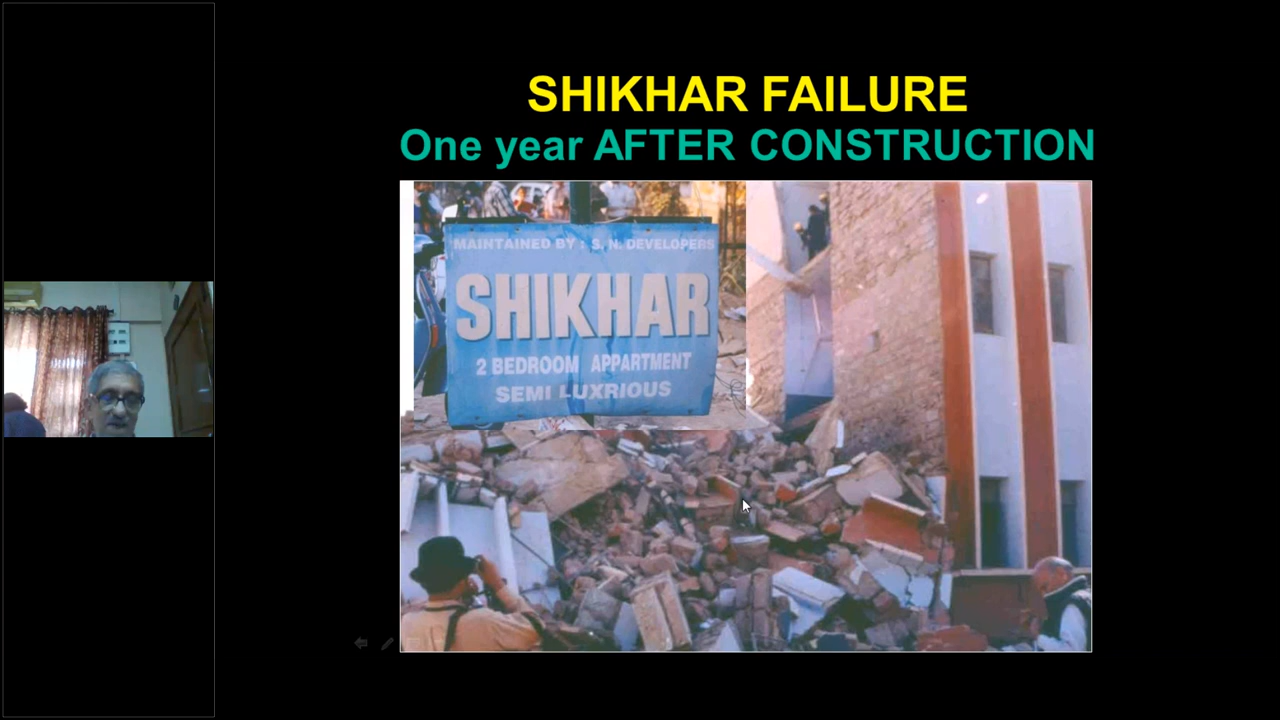 SHIKHAR FAILURE
One year AFTER CONSTRUCTION
MAINTAINED BY : S. N. DEVELOPERS
SHIKHAR
2 BEDROOM APPARTMENT
SEMI LUXRIOUS